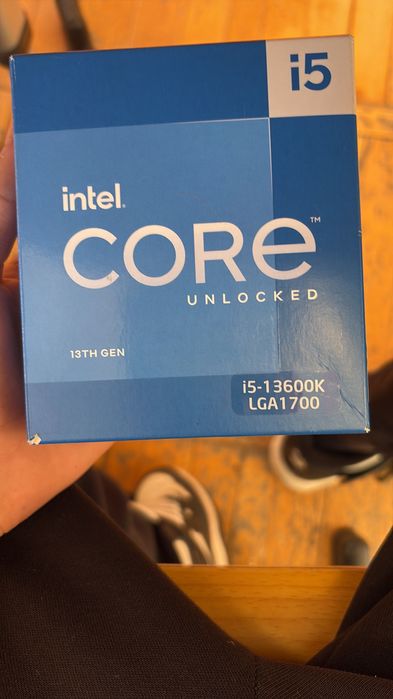 i5
intel.
CORe™
UNLOCKED
13TH GEN
i5-13600K
LGA1700